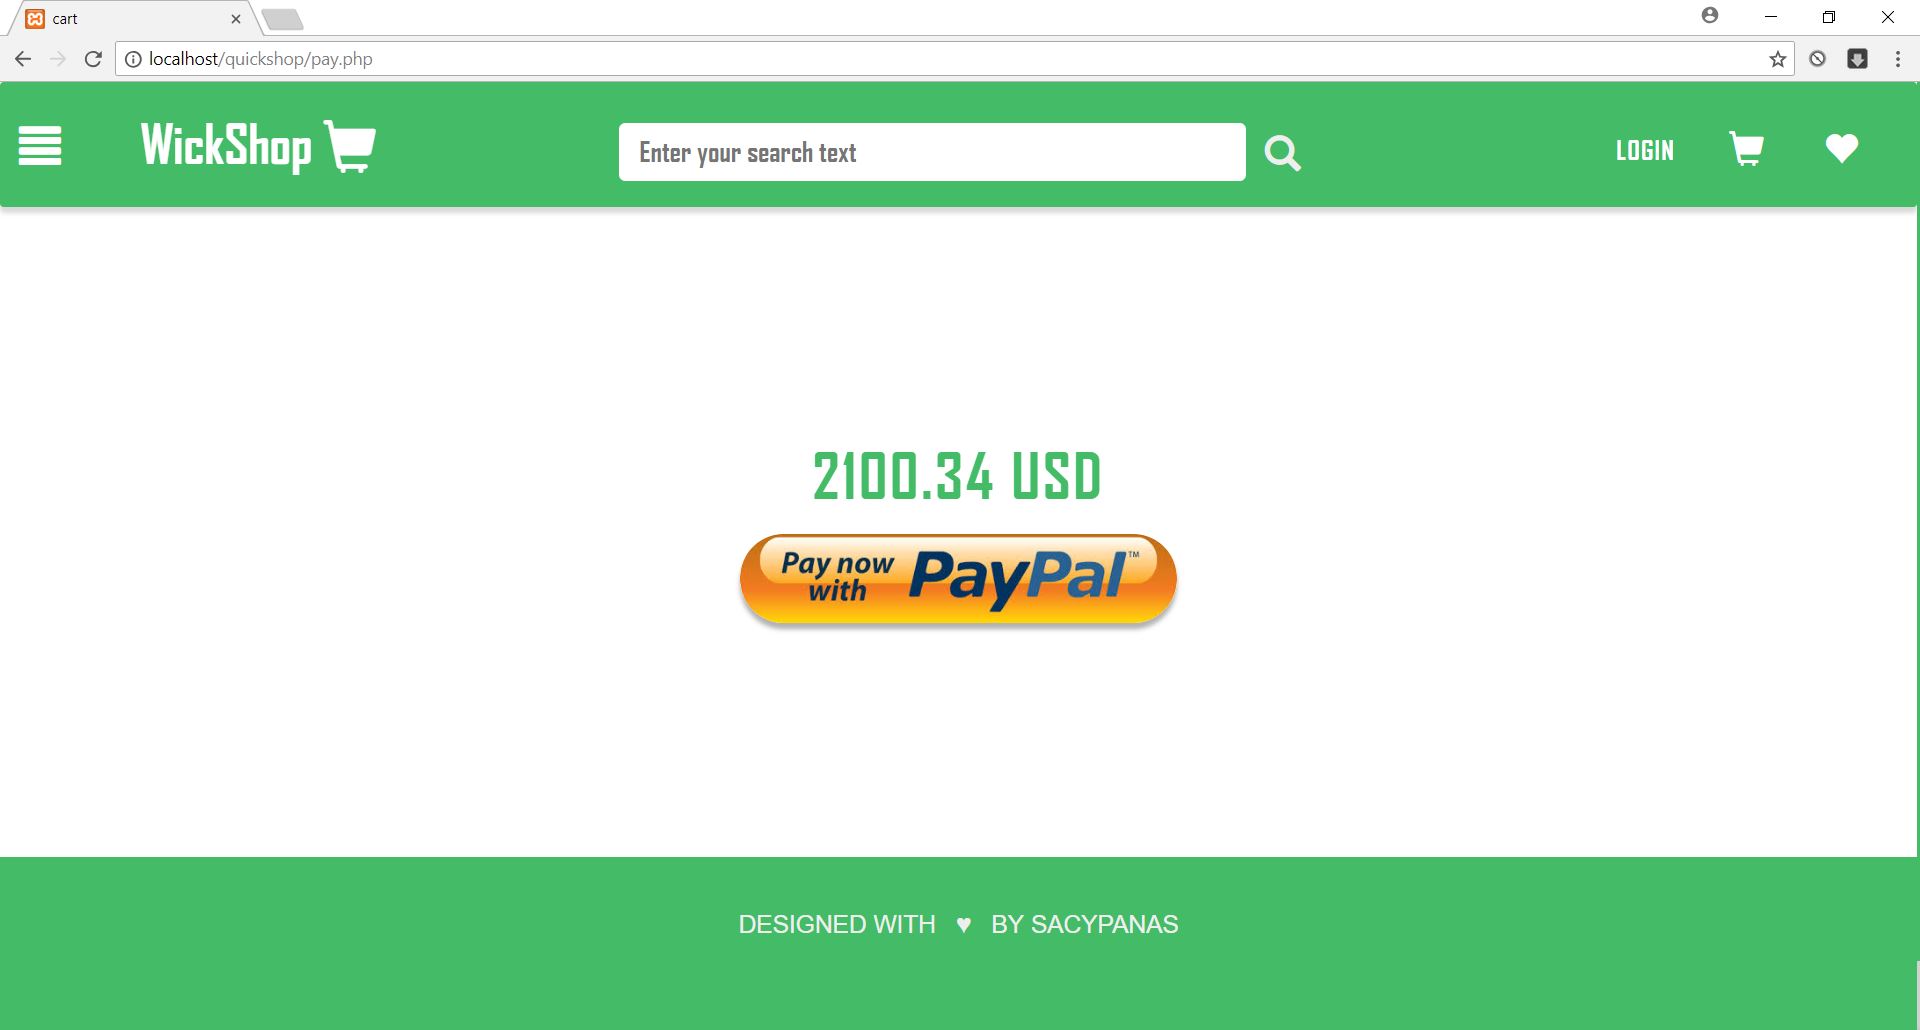 cart
localhost/quickshop/pay.php
WickShop
Enter your search text
LOGIN
2100.34 USD
Pay now
with
PayPal™
DESIGNED WITH ♥ BY SACYPANAS